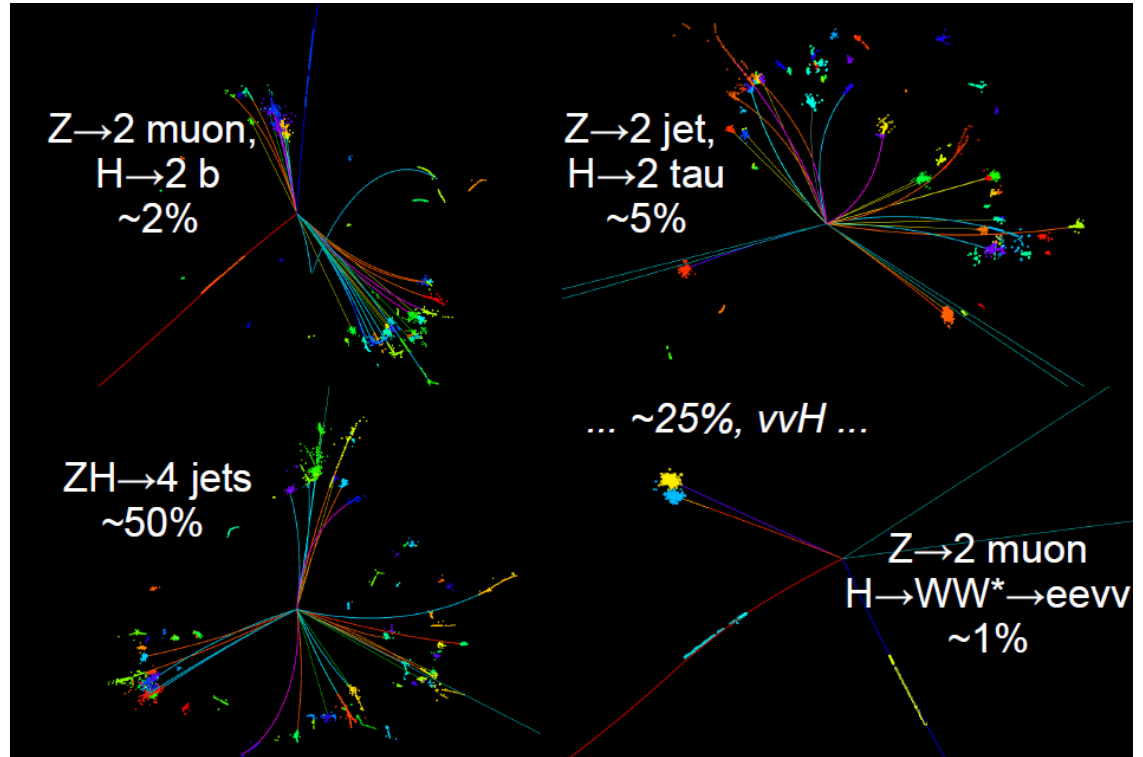 Z→2 muon,
H→2 b
~2%
Z→2 jet,
H→2 tau
~5%
ZH→4 jets
~50%
... ~25%, vvH ...
Z→2 muon
H→WW*→eevv
~1%